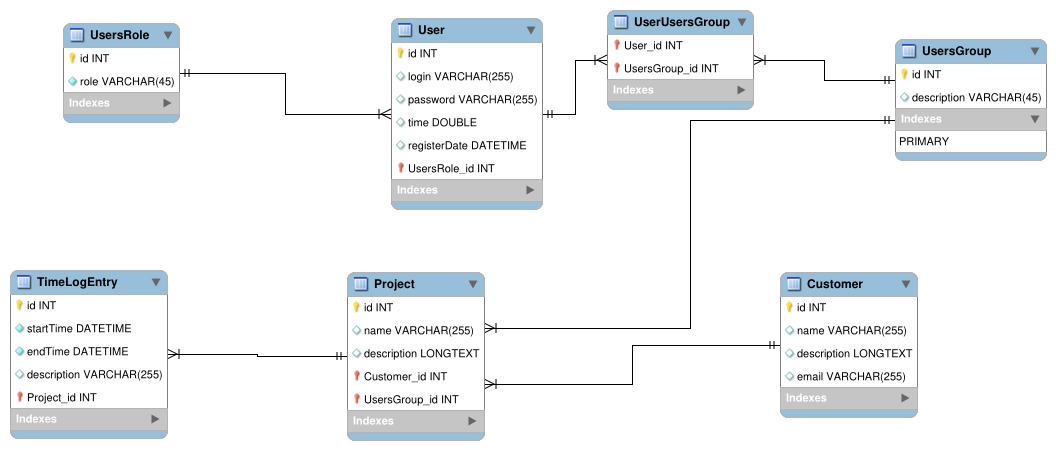 UsersRole
id INT
role VARCHAR(45)
Indexes
User
id INT
login VARCHAR(255)
password VARCHAR(255)
time DOUBLE
registerDate DATETIME
UsersRole_id INT
Indexes
UserUsersGroup
User_id INT
UsersGroup_id INT
Indexes
UsersGroup
id INT
description VARCHAR(45)
Indexes
PRIMARY
TimeLogEntry
id INT
startTime DATETIME
endTime DATETIME
description VARCHAR(255)
Project_id INT
Indexes
Project
id INT
name VARCHAR(255)
description LONGTEXT
Customer_id INT
UsersGroup_id INT
Indexes
Customer
id INT
name VARCHAR(255)
description LONGTEXT
email VARCHAR(255)
Indexes